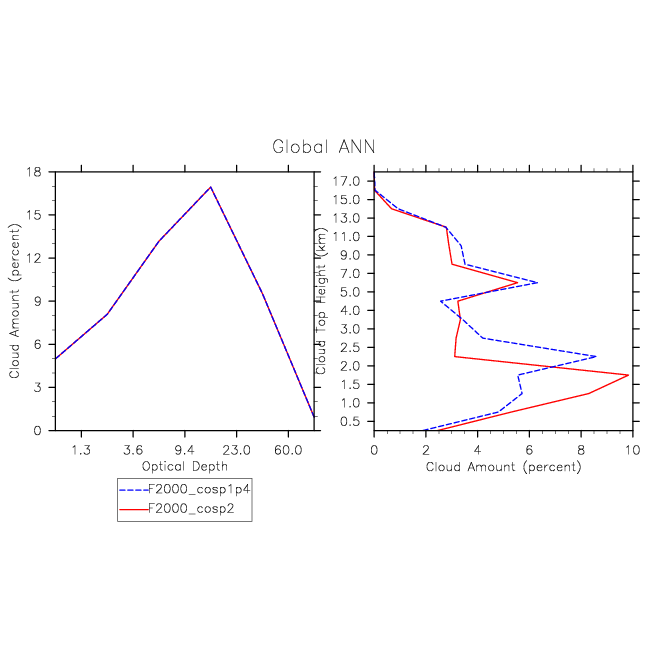 Global ANN
Cloud Amount (percent)
18
15
12
9
6
3
0
1.3 3.6 9.4 23.0 60.0
Optical Depth
Cloud Top Height (km)
17.0
15.0
13.0
11.0
9.0
7.0
5.0
4.0
3.0
2.5
2.0
1.5
1.0
0.5
0 2 4 6 8 10
Cloud Amount (percent)
F2000_cosp1p4
F2000_cosp2